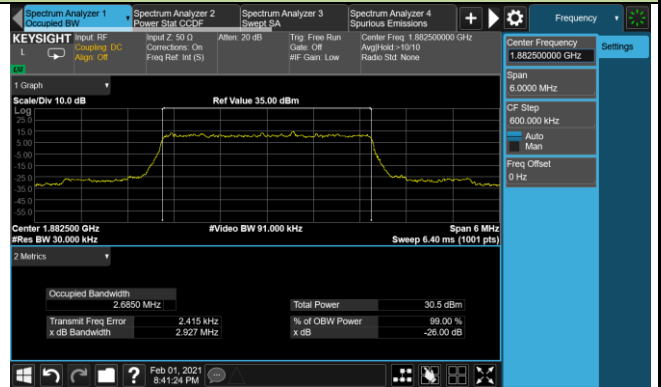 Spectrum Analyzer 1
Occupied BW
Spectrum Analyzer 2
Power Stat CCDF
Spectrum Analyzer 3
Swept SA
Spectrum Analyzer 4
Spurious Emissions
+
Frequency
KEYSIGHT
L
LM
Input: RF
Coupling: DC
Align: Off
Input Z: 50 Ω
Corrections: On
Freq Ref: Int (S)
Atten: 20 dB
Trig: Free Run
Gate: Off
#IF Gain: Low
Center Freq: 1.882500000 GHz
Avg|Hold:>10/10
Radio Std: None
Center Frequency
1.882500000 GHz
Settings
Span
6.0000 MHz
CF Step
600.000 kHz
Auto
Man
Freq Offset
0 Hz
1 Graph
Scale/Div 10.0 dB
Ref Value 35.00 dBm
Log
25.0
15.0
5.00
-5.00
-15.0
-25.0
-35.0
-45.0
-55.0
Center 1.882500 GHz
#Video BW 91.000 kHz
Span 6 MHz
#Res BW 30.000 kHz
Sweep 6.40 ms (1001 pts)
2 Metrics
Occupied Bandwidth
2.6850 MHz
Total Power
30.5 dBm
Transmit Freq Error
2.415 kHz
% of OBW Power
99.00 %
x dB Bandwidth
2.927 MHz
x dB
-26.00 dB
?
Feb 01, 2021
8:41:24 PM